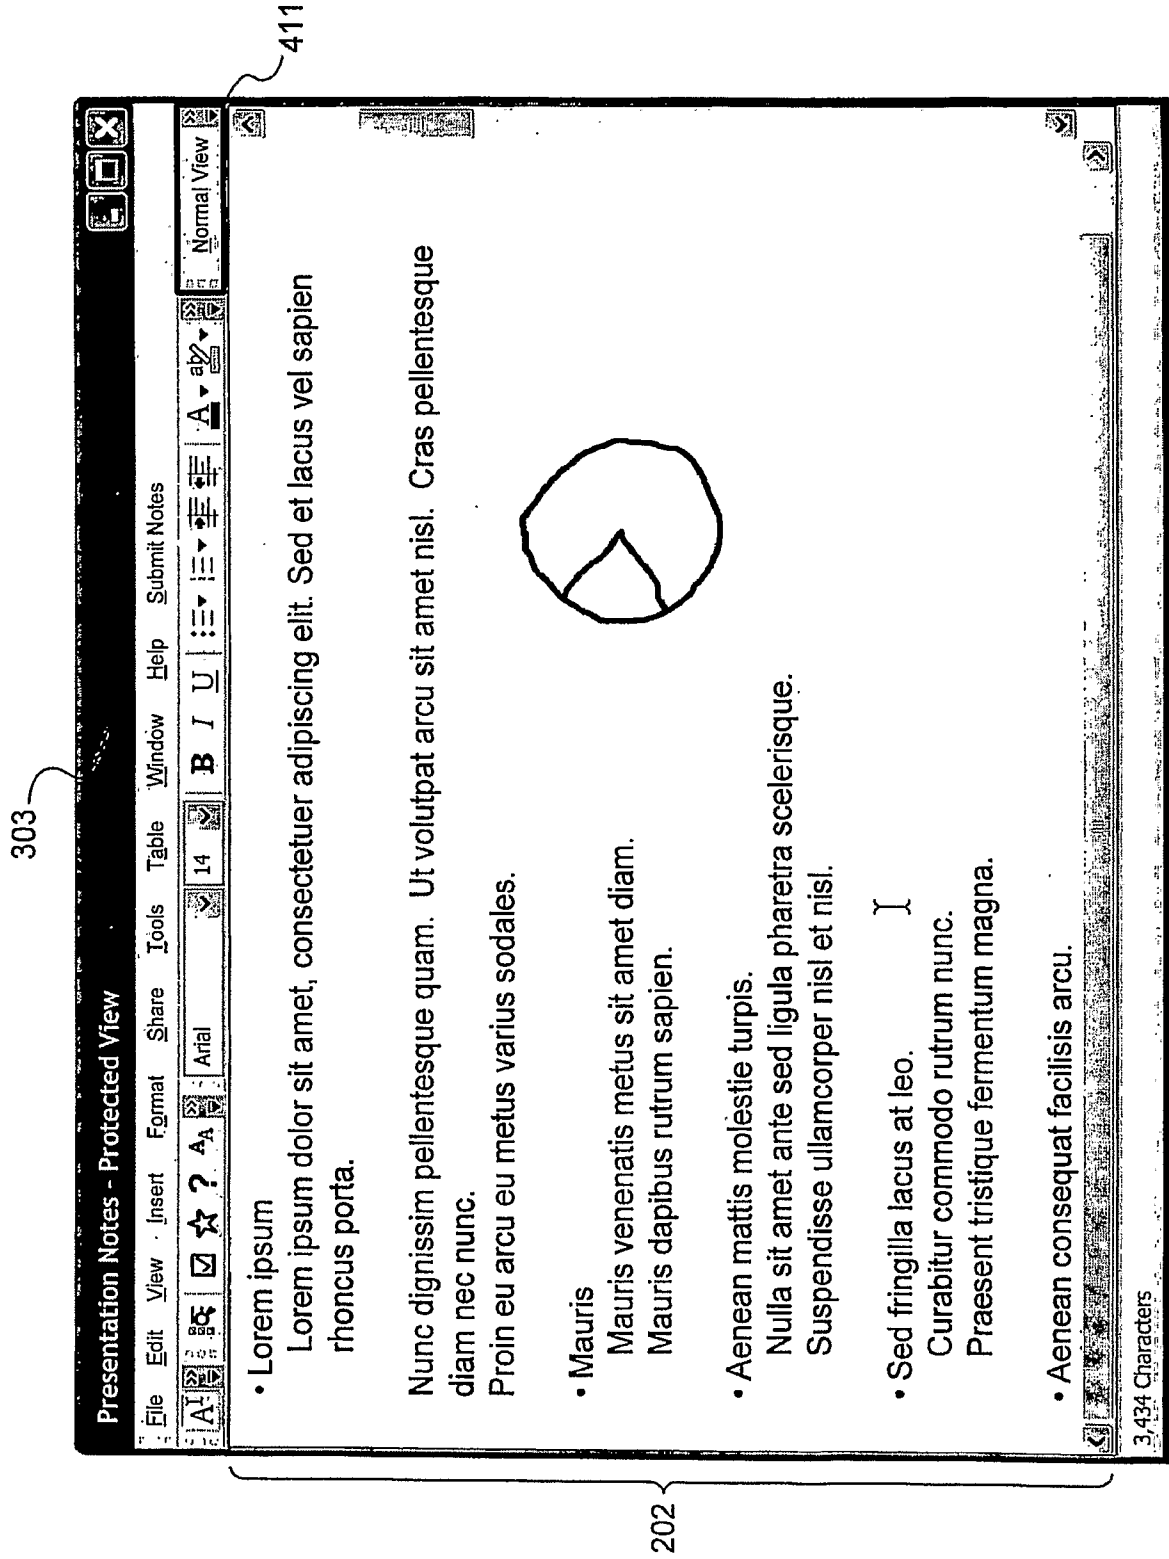 303
411
Presentation Notes - Protected View
File Edit View Insert Format Share Tools Table Window Help Submit Notes
Arial 14 B I U A ab Normal View
• Lorem ipsum
Lorem ipsum dolor sit amet, consectetuer adipiscing elit. Sed et lacus vel sapien
rhoncus porta.
Nunc dignissim pellentesque quam. Ut volutpat arcu sit amet nisl. Cras pellentesque
diam nec nunc.
Proin eu arcu eu metus varius sodales.
• Mauris
Mauris venenatis metus sit amet diam.
Mauris dapibus rutrum sapien.
• Aenean mattis molestie turpis.
Nulla sit amet ante sed ligula pharetra scelerisque.
Suspendisse ullamcorper nisl et nisl.
• Sed fringilla lacus at leo.
Curabitur commodo rutrum nunc.
Praesent tristique fermentum magna.
• Aenean consequat facilisis arcu.
3,434 Characters
202